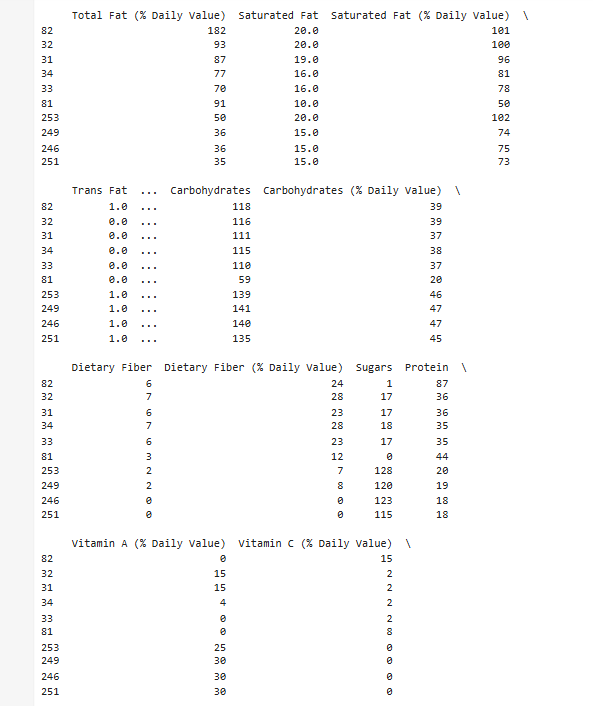 Total Fat (% Daily Value) Saturated Fat Saturated Fat (% Daily Value) \
82 182 20.0 101
32 93 20.0 100
31 87 19.0 96
34 77 16.0 81
33 70 16.0 78
81 91 10.0 50
253 50 20.0 102
249 36 15.0 74
246 36 15.0 75
251 35 15.0 73
Trans Fat ... Carbohydrates Carbohydrates (% Daily Value) \
82 1.0 ... 118 39
32 0.0 ... 116 39
31 0.0 ... 111 37
34 0.0 ... 115 38
33 0.0 ... 110 37
81 0.0 ... 59 20
253 1.0 ... 139 46
249 1.0 ... 141 47
246 1.0 ... 140 47
251 1.0 ... 135 45
Dietary Fiber Dietary Fiber (% Daily Value) Sugars Protein \
82 6 24 1 87
32 7 28 17 36
31 6 23 17 36
34 7 28 18 35
33 6 23 17 35
81 3 12 0 44
253 2 7 128 20
249 2 8 120 19
246 0 0 123 18
251 0 0 115 18
Vitamin A (% Daily Value) Vitamin C (% Daily Value) \
82 0 15
32 15 2
31 15 2
34 4 2
33 0 2
81 0 8
253 25 0
249 30 0
246 30 0
251 30 0